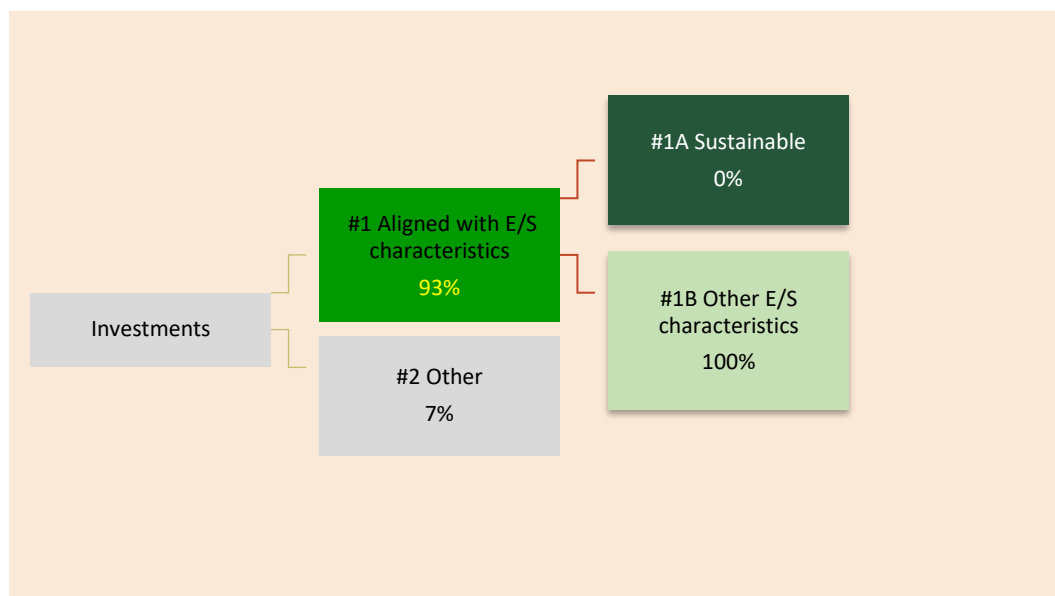 Investments
#1 Aligned with E/S
characteristics
93%
#2 Other
7%
#1A Sustainable
0%
#1B Other E/S
characteristics
100%